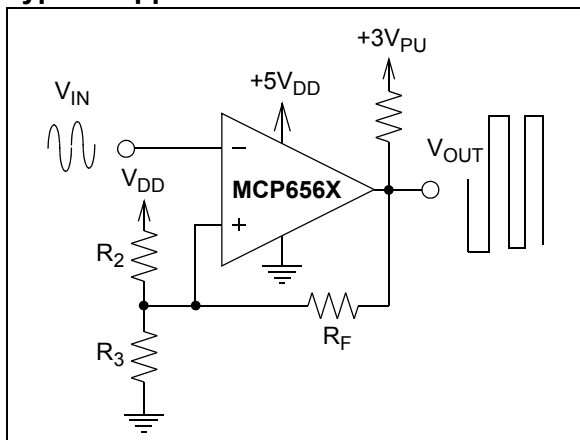 +3V_PU
+5V_DD
V_IN
V_OUT
V_DD
MCP656X
−
+
R_2
R_3
R_F